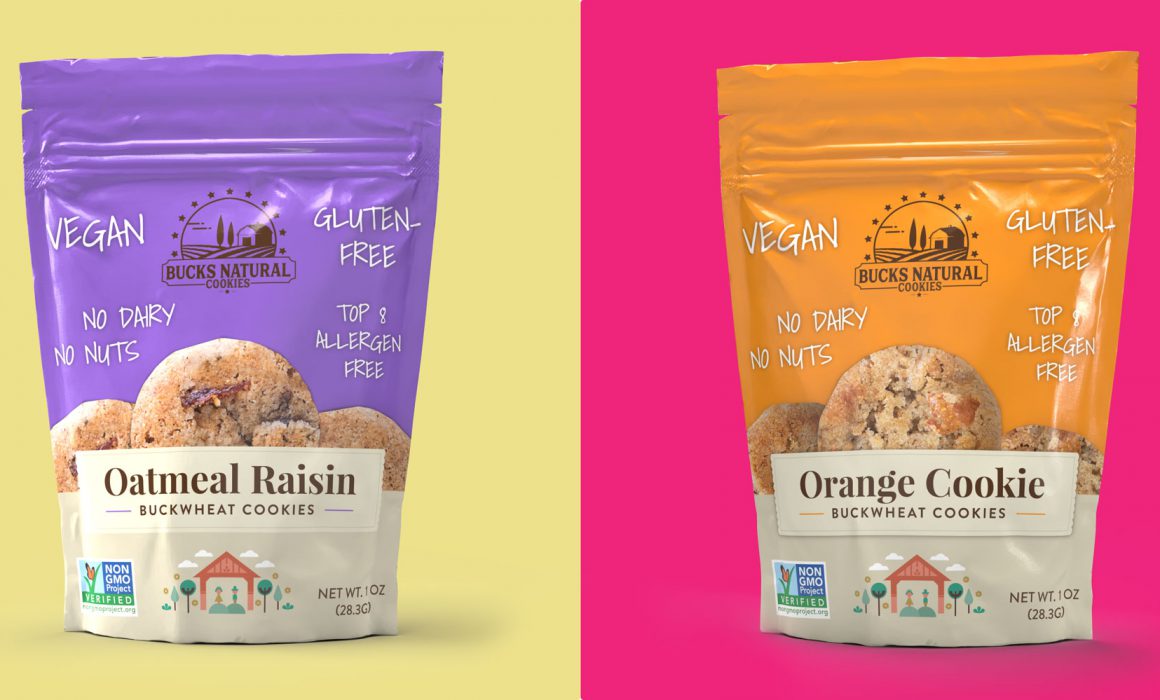 VEGAN
GLUTEN-
FREE
BUCKS NATURAL
COOKIES
NO DAIRY
NO NUTS
TOP 8
ALLERGEN
FREE
Oatmeal Raisin
BUCKWHEAT COOKIES
NON
GMO
Project
VERIFIED
nongmoproject.org
NET WT. 1 OZ
(28.3G)
VEGAN
GLUTEN-
FREE
BUCKS NATURAL
COOKIES
NO DAIRY
NO NUTS
TOP 8
ALLERGEN
FREE
Orange Cookie
BUCKWHEAT COOKIES
NON
GMO
Project
VERIFIED
nongmoproject.org
NET WT. 1 OZ
(28.3G)